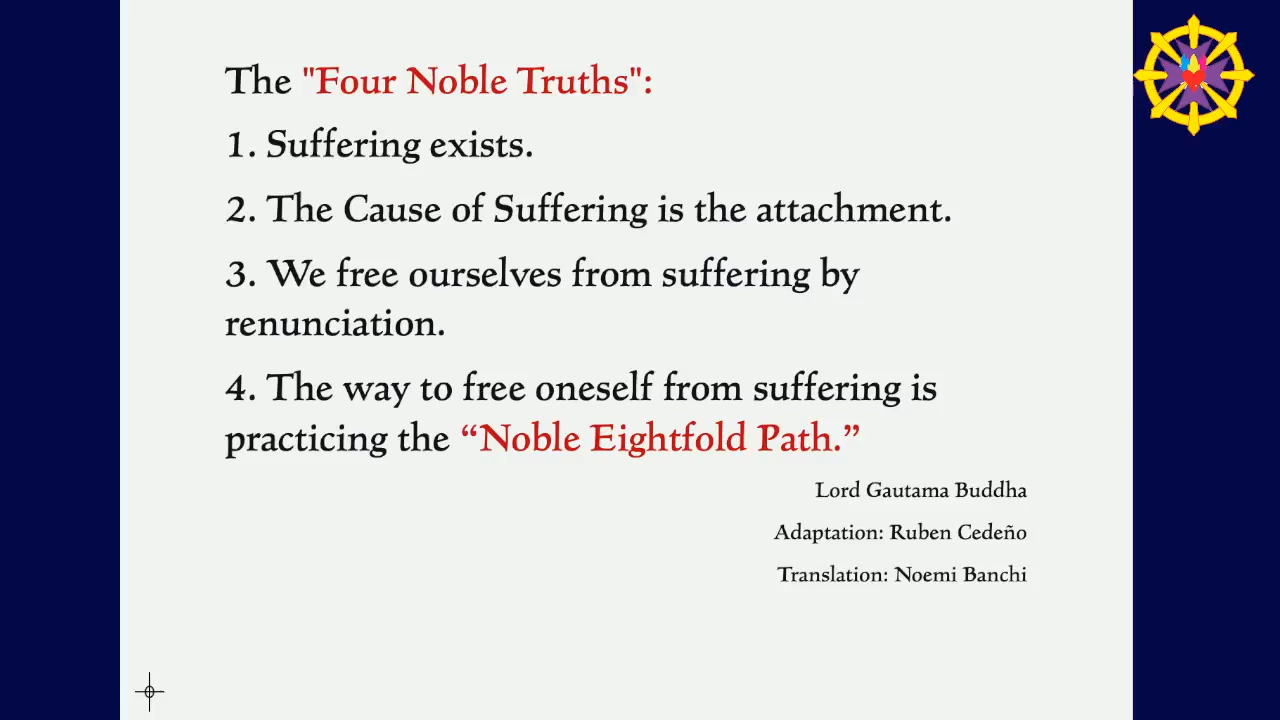 The "Four Noble Truths":
1. Suffering exists.
2. The Cause of Suffering is the attachment.
3. We free ourselves from suffering by
renunciation.
4. The way to free oneself from suffering is
practicing the “Noble Eightfold Path.”
Lord Gautama Buddha
Adaptation: Ruben Cedeño
Translation: Noemi Banchi